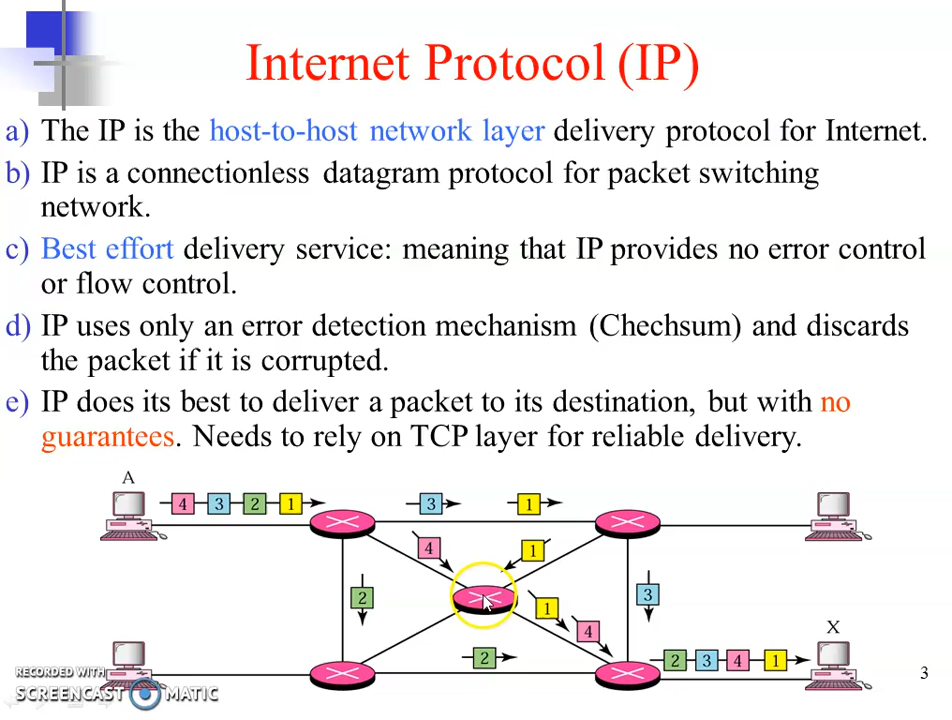 Internet Protocol (IP)
a) The IP is the host-to-host network layer delivery protocol for Internet.
b) IP is a connectionless datagram protocol for packet switching
network.
c) Best effort delivery service: meaning that IP provides no error control
or flow control.
d) IP uses only an error detection mechanism (Chechsum) and discards
the packet if it is corrupted.
e) IP does its best to deliver a packet to its destination, but with no
guarantees. Needs to rely on TCP layer for reliable delivery.
A
4 3 2 1 3 1
4 1
2 3
1
4
X
2
2 3 4 1
3
RECORDED WITH
SCREENCAST MATIC